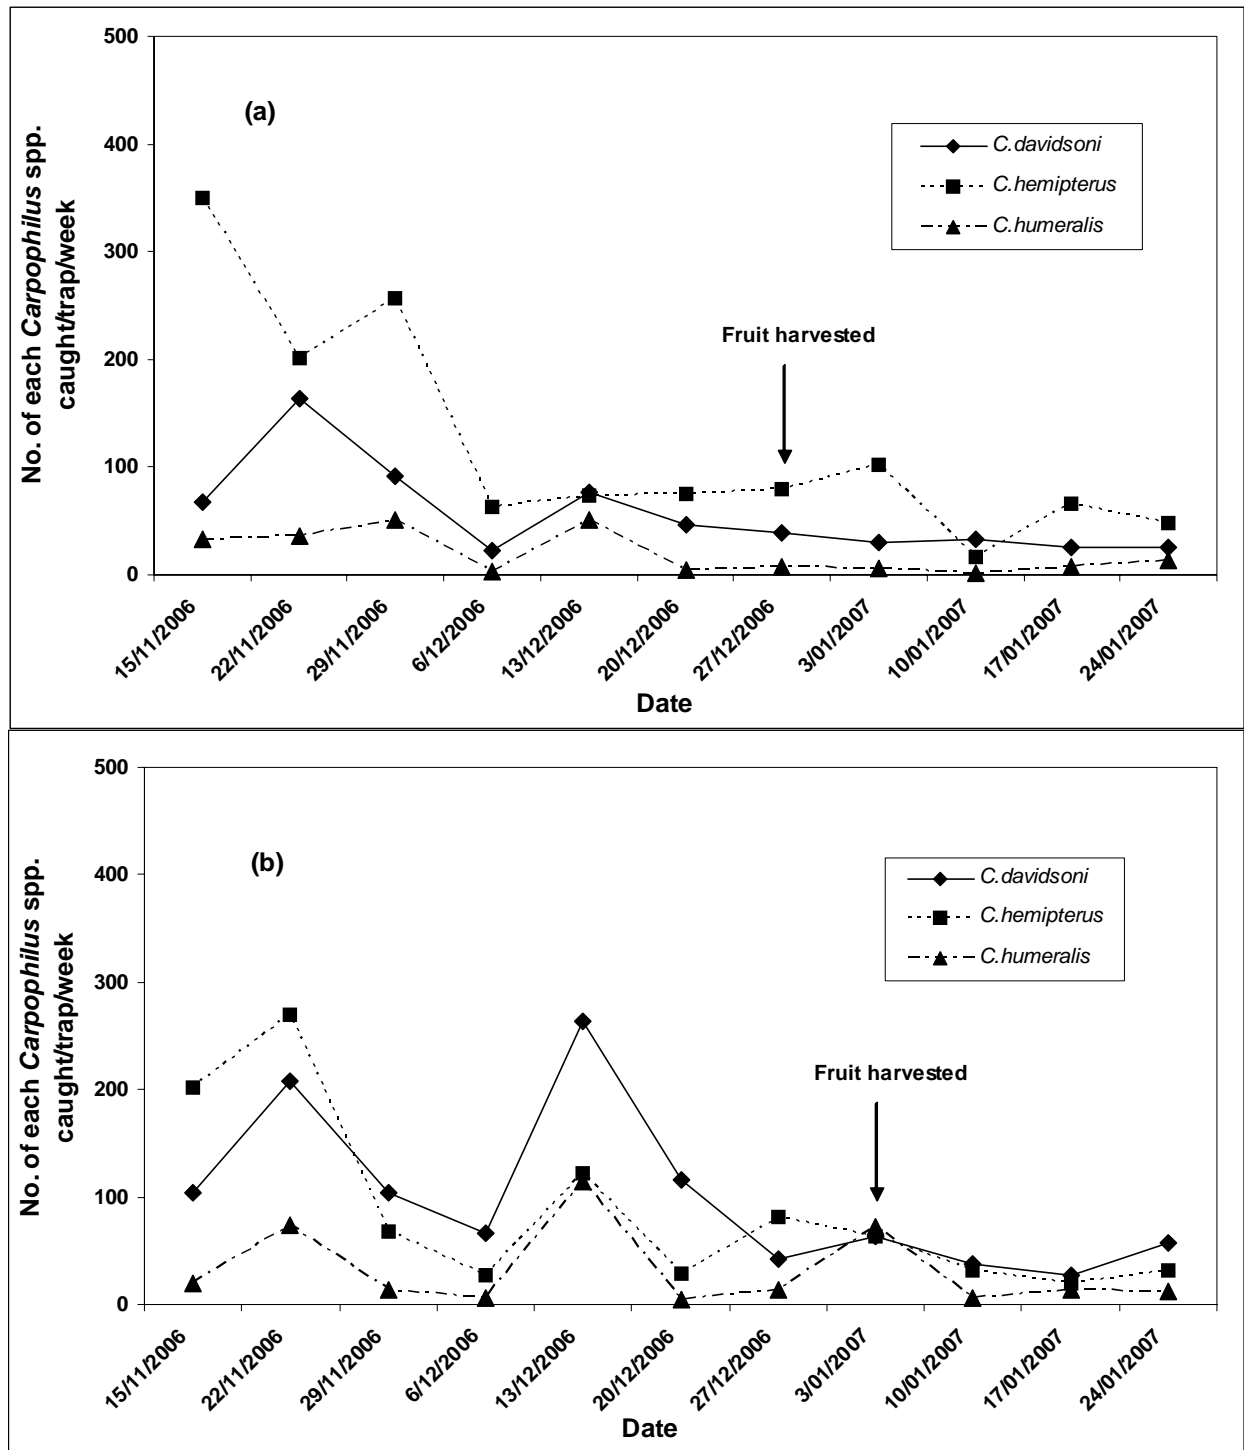 500
400
300
200
100
0
No. of each Carpophilus spp.
caught/trap/week
(a)
C.davidsoni
C.hemipterus
C.humeralis
Fruit harvested
15/11/2006
22/11/2006
29/11/2006
6/12/2006
13/12/2006
20/12/2006
27/12/2006
3/01/2007
10/01/2007
17/01/2007
24/01/2007
Date
500
400
300
200
100
0
No. of each Carpophilus spp.
caught/trap/week
(b)
C.davidsoni
C.hemipterus
C.humeralis
Fruit harvested
15/11/2006
22/11/2006
29/11/2006
6/12/2006
13/12/2006
20/12/2006
27/12/2006
3/01/2007
10/01/2007
17/01/2007
24/01/2007
Date